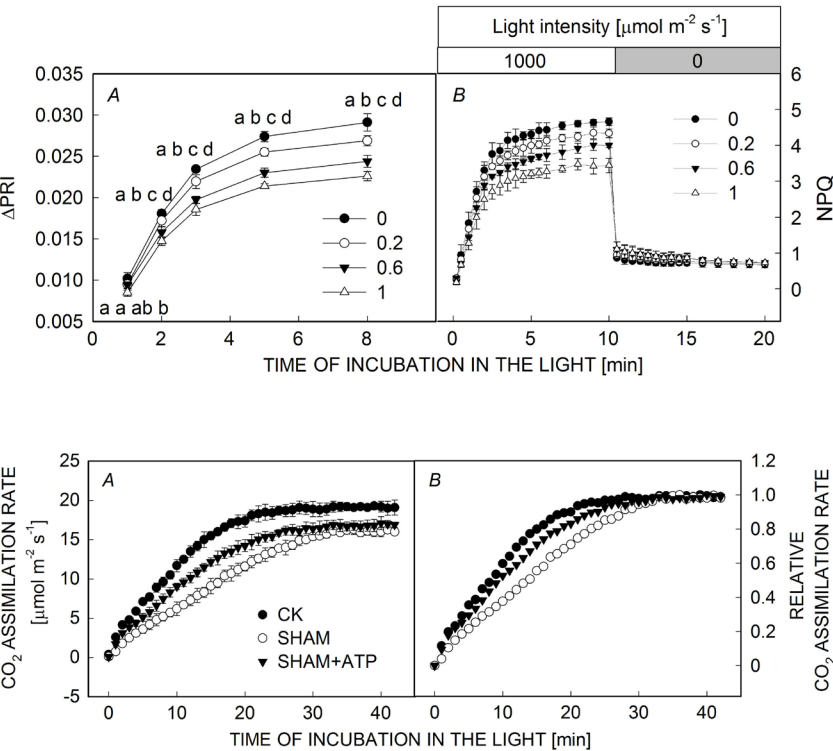 Light intensity [μmol m-2 s-1]
1000 0
0.035 A B 6
0.030 a b c d a b c d 0 5
0.025 a b c d 0.2 4
0.020 a b c d 0.6 3
0.015 0 1 2
0.010 0.2 1
0.6
1
0.005 a a ab b 0
ΔPRI
NPQ
0 2 4 6 8 0 5 10 15 20
TIME OF INCUBATION IN THE LIGHT [min]
25 A B 1.2
20 1.0
15 0.8
10 0.6
5 CK 0.4
0 SHAM 0.2
-5 SHAM+ATP 0
CO2 ASSIMILATION RATE
[μmol m-2 s-1]
RELATIVE
CO2 ASSIMILATION RATE
0 10 20 30 40 0 10 20 30 40
TIME OF INCUBATION IN THE LIGHT [min]